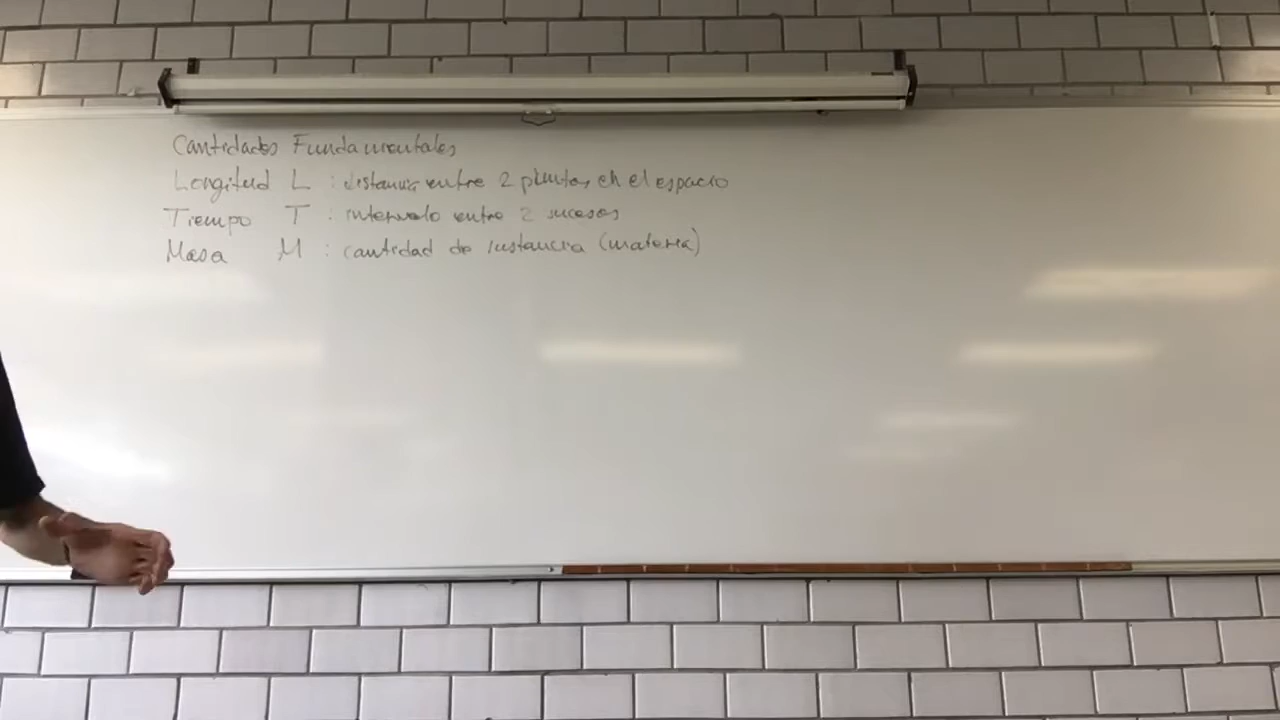 Cantidades Fundamentales
Longitud L : distancia entre 2 puntos en el espacio
Tiempo T : intervalo entre 2 sucesos
Masa M : cantidad de sustancia (materia)